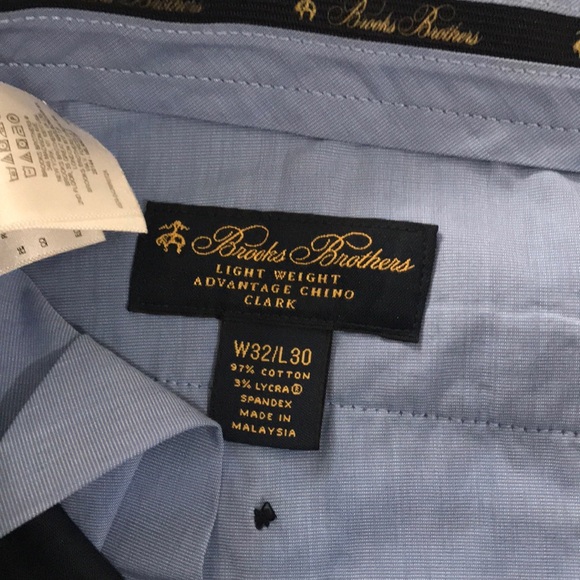 Brooks Brothers
Brooks Brothers
LIGHT WEIGHT
ADVANTAGE CHINO
CLARK
W32/L30
97% COTTON
3% LYCRA®
SPANDEX
MADE IN
MALAYSIA